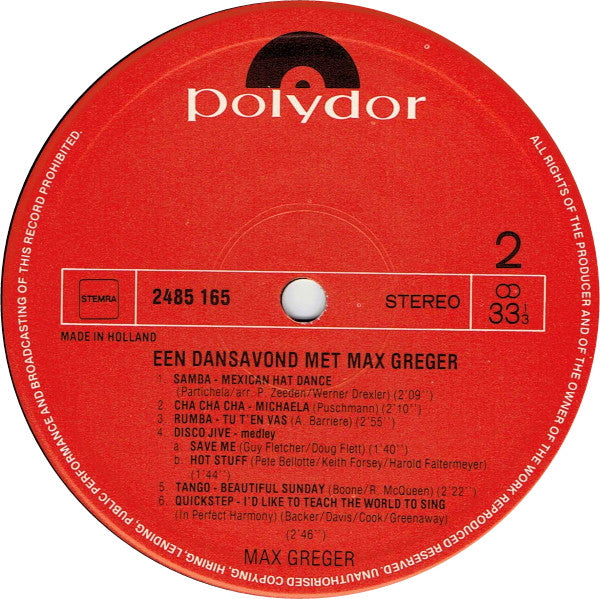 polydor
2
STEMRA
2485 165
STEREO
33 1/3
MADE IN HOLLAND
EEN DANSAVOND MET MAX GREGER
1. SAMBA - MEXICAN HAT DANCE
(Partichela/arr. P. Zeeden/Werner Drexler) (2'09'')
2. CHA CHA CHA - MICHAELA (Puschmann) (2'10'')
3. RUMBA - TU T'EN VAS (A. Barriere) (2'55'')
4. DISCO JIVE - medley
a. SAVE ME (Guy Fletcher/Doug Flett) (1'40'')
b. HOT STUFF (Pete Bellotte/Keith Forsey/Harold Faltermeyer)
(1'44'')
5. TANGO - BEAUTIFUL SUNDAY (Boone/R. McQueen) (2'22'')
6. QUICKSTEP - I'D LIKE TO TEACH THE WORLD TO SING
(In Perfect Harmony) (Backer/Davis/Cook/Greenaway)
(2'46'')
MAX GREGER
ALL RIGHTS OF THE PRODUCER AND OF THE OWNER OF THE WORK REPRODUCED RESERVED. UNAUTHORISED COPYING, HIRING, LENDING, PUBLIC PERFORMANCE AND BROADCASTING OF THIS RECORD PROHIBITED.